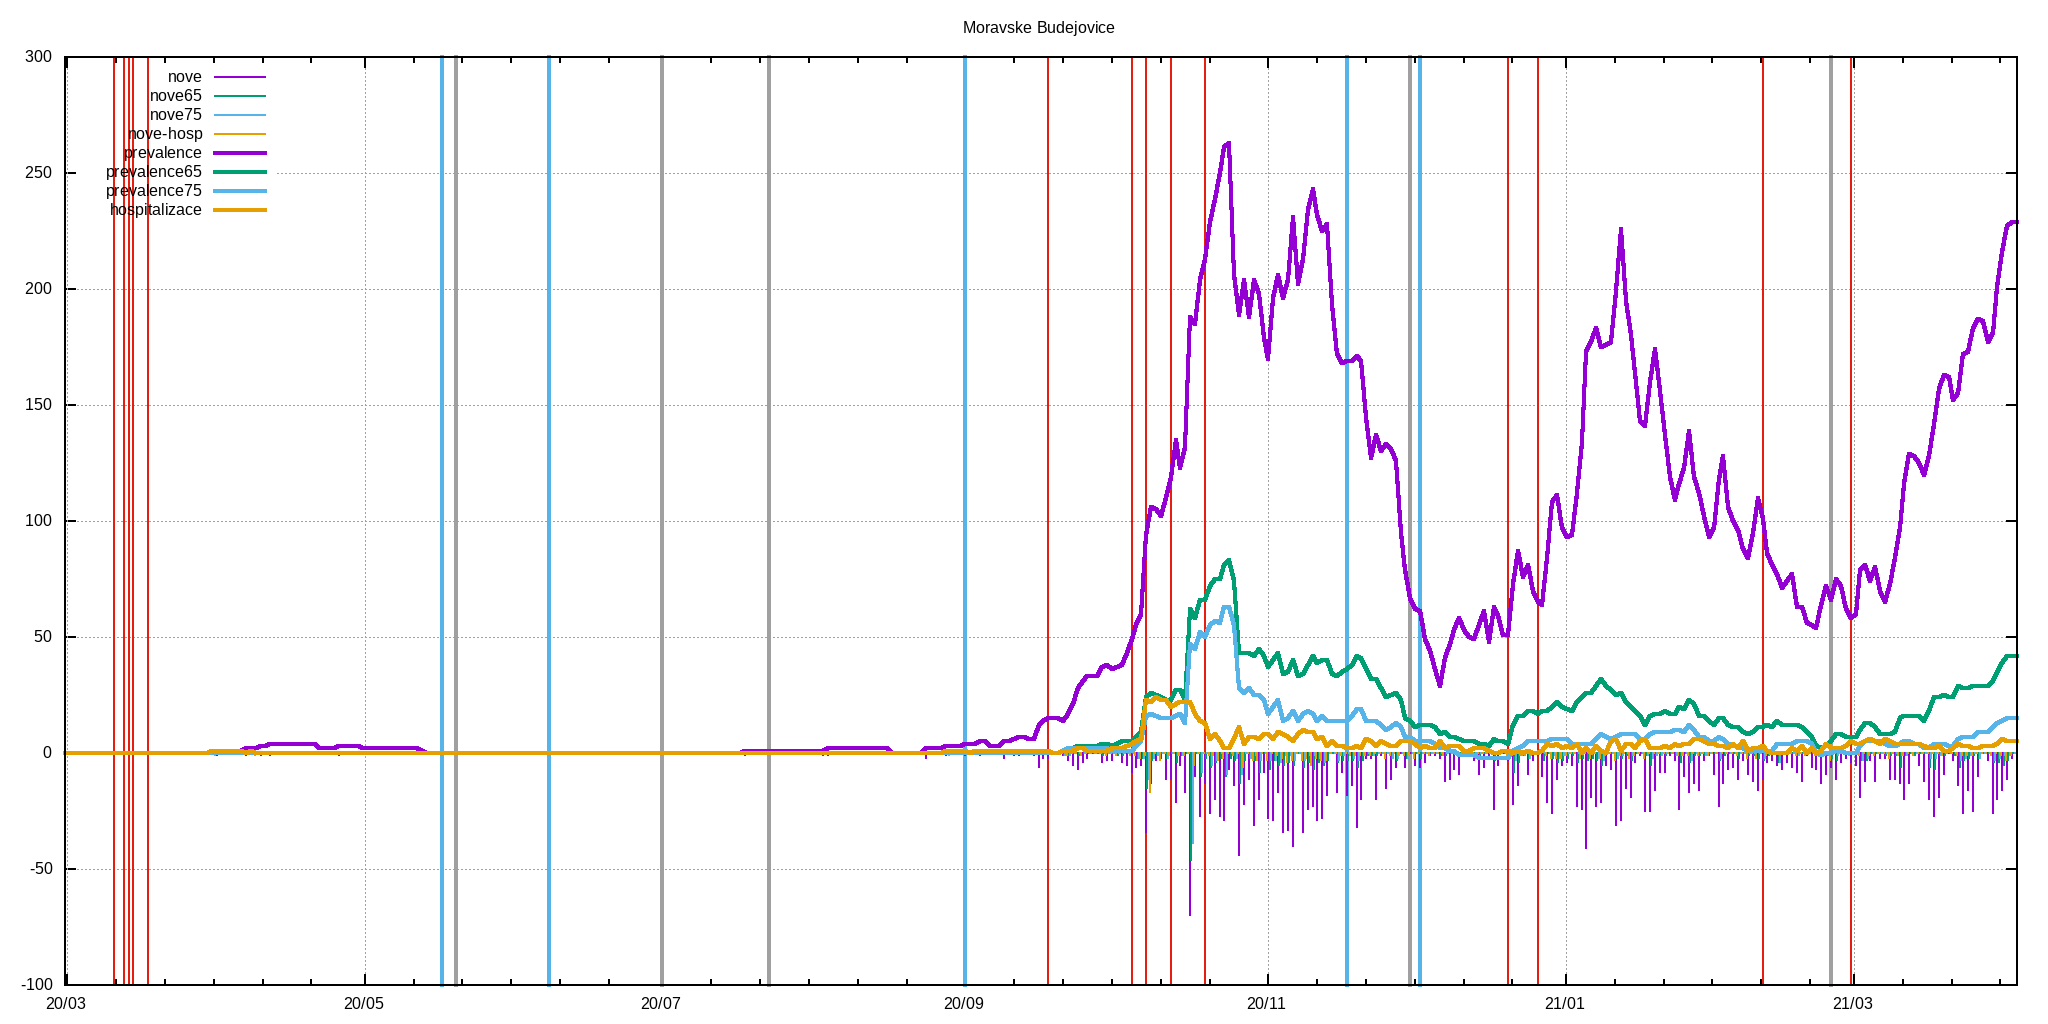 Moravske Budejovice
300
250
200
150
100
50
0
-50
-100
nove
nove65
nove75
nove-hosp
prevalence
prevalence65
prevalence75
hospitalizace
20/03 20/05 20/07 20/09 20/11 21/01 21/03